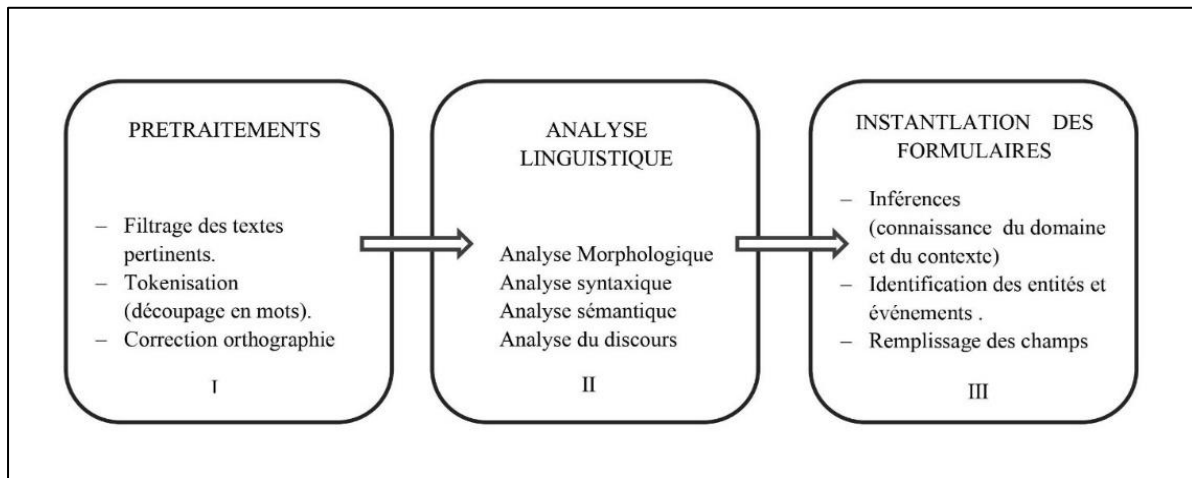 PRETRAITEMENTS
– Filtrage des textes
pertinents.
– Tokenisation
(découpage en mots).
– Correction orthographie
I
ANALYSE
LINGUISTIQUE
Analyse Morphologique
Analyse syntaxique
Analyse sémantique
Analyse du discours
II
INSTANTLATION DES
FORMULAIRES
– Inférences
(connaissance du domaine
et du contexte)
– Identification des entités et
événements .
– Remplissage des champs
III